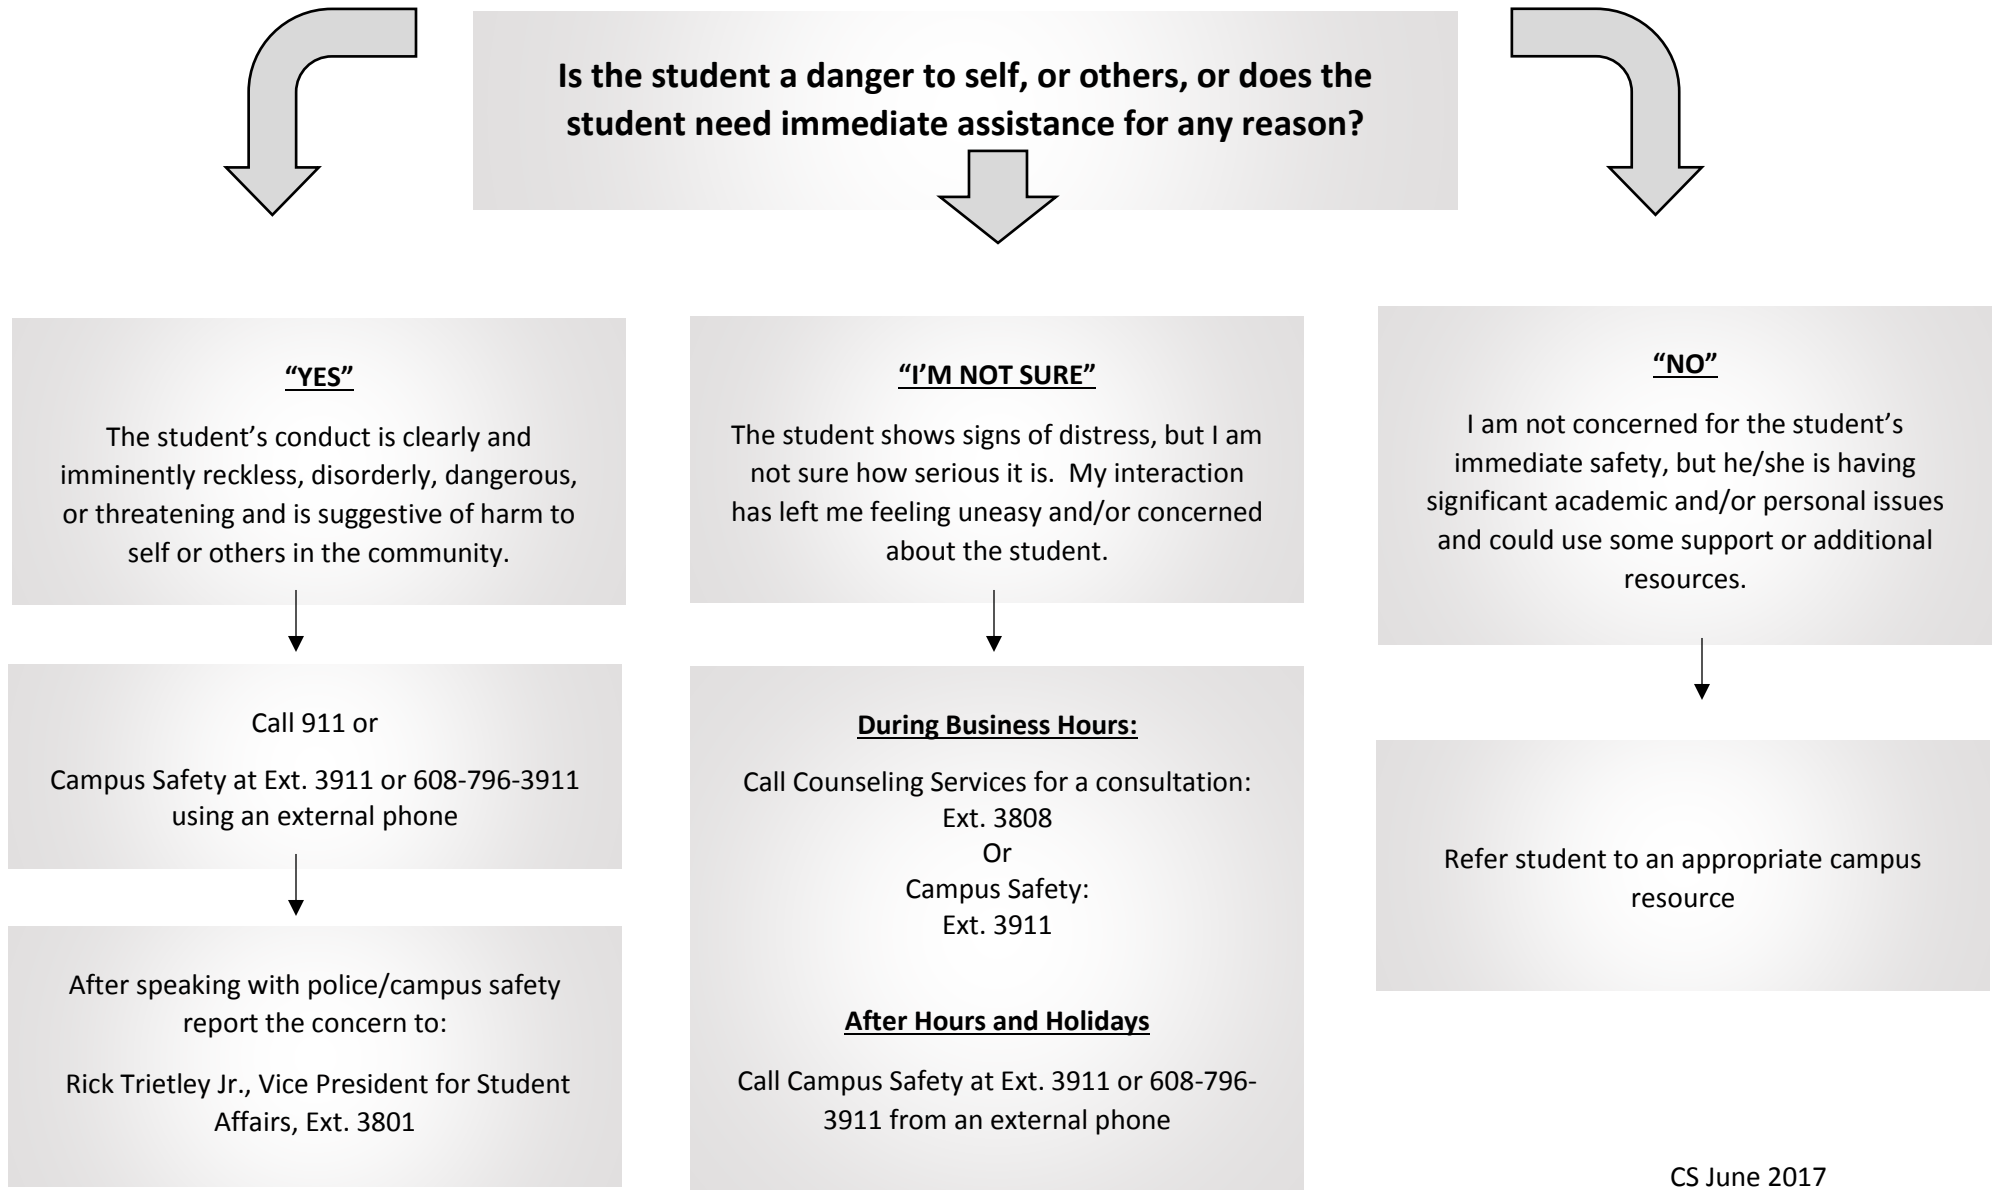 Is the student a danger to self, or others, or does the
student need immediate assistance for any reason?
“YES”
The student’s conduct is clearly and
imminently reckless, disorderly, dangerous,
or threatening and is suggestive of harm to
self or others in the community.
Call 911 or
Campus Safety at Ext. 3911 or 608-796-3911
using an external phone
After speaking with police/campus safety
report the concern to:
Rick Trietley Jr., Vice President for Student
Affairs, Ext. 3801
“I’M NOT SURE”
The student shows signs of distress, but I am
not sure how serious it is.  My interaction
has left me feeling uneasy and/or concerned
about the student.
During Business Hours:
Call Counseling Services for a consultation:
Ext. 3808
Or
Campus Safety:
Ext. 3911
After Hours and Holidays
Call Campus Safety at Ext. 3911 or 608-796-
3911 from an external phone
“NO”
I am not concerned for the student’s
immediate safety, but he/she is having
significant academic and/or personal issues
and could use some support or additional
resources.
Refer student to an appropriate campus
resource
CS June 2017